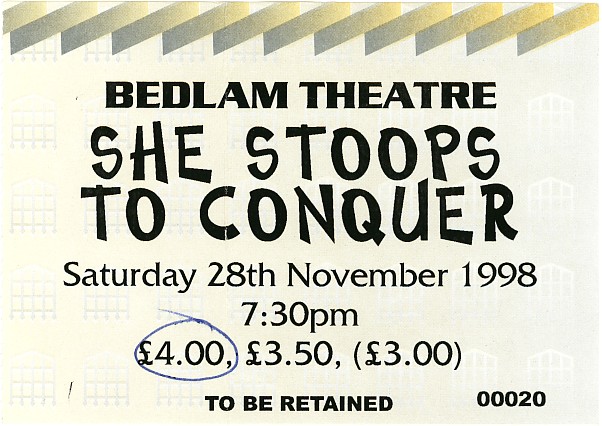 BEDLAM THEATRE
SHE STOOPS
TO CONQUER
Saturday 28th November 1998
7:30pm
£4.00, £3.50, (£3.00)
TO BE RETAINED 00020